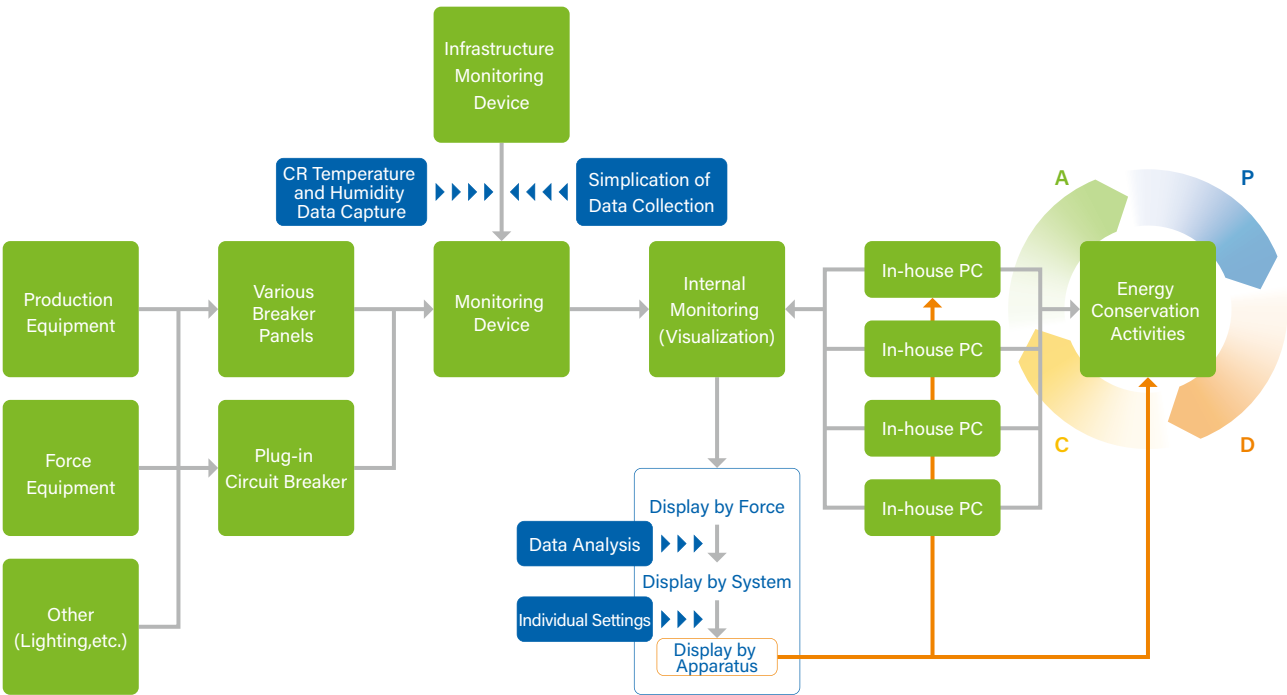 Infrastructure
Monitoring
Device
CR Temperature
and Humidity
Data Capture
Simplication of
Data Collection
A
P
Production
Equipment
Various
Breaker
Panels
Monitoring
Device
Internal
Monitoring
(Visualization)
In-house PC
In-house PC
In-house PC
In-house PC
Energy
Conservation
Activities
C
D
Force
Equipment
Plug-in
Circuit Breaker
Other
(Lighting,etc.)
Display by Force
Data Analysis
Display by System
Individual Settings
Display by
Apparatus